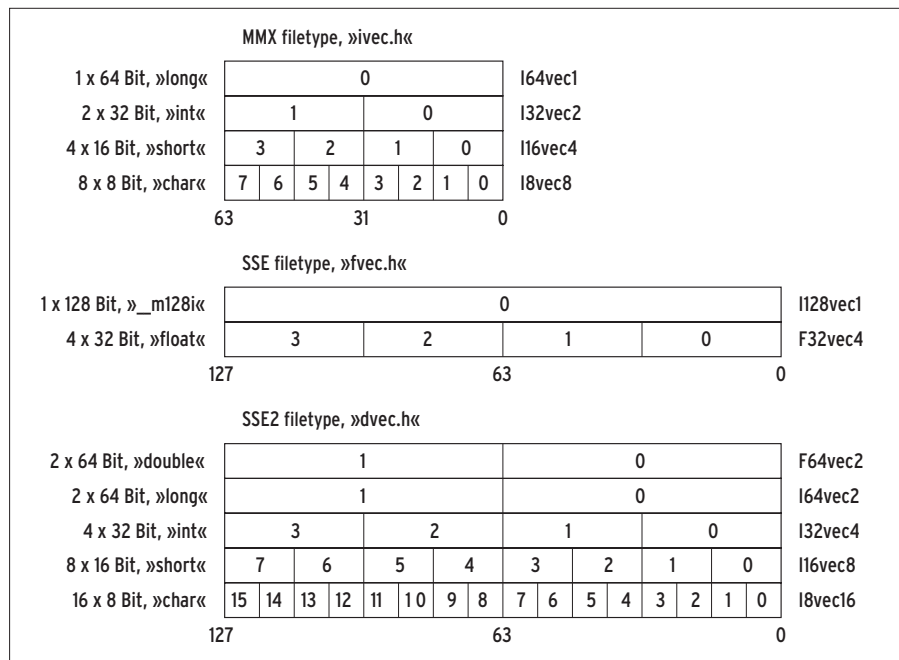 MMX filetype, »ivec.h«
1 x 64 Bit, »long« 0 I64vec1
2 x 32 Bit, »int« 1 0 I32vec2
4 x 16 Bit, »short« 3 2 1 0 I16vec4
8 x 8 Bit, »char« 7 6 5 4 3 2 1 0 I8vec8
63 31 0
SSE filetype, »fvec.h«
1 x 128 Bit, »__m128i« 0 I128vec1
4 x 32 Bit, »float« 3 2 1 0 F32vec4
127 63 0
SSE2 filetype, »dvec.h«
2 x 64 Bit, »double« 1 0 F64vec2
2 x 64 Bit, »long« 1 0 I64vec2
4 x 32 Bit, »int« 3 2 1 0 I32vec4
8 x 16 Bit, »short« 7 6 5 4 3 2 1 0 I16vec8
16 x 8 Bit, »char« 15 14 13 12 11 10 9 8 7 6 5 4 3 2 1 0 I8vec16
127 63 0